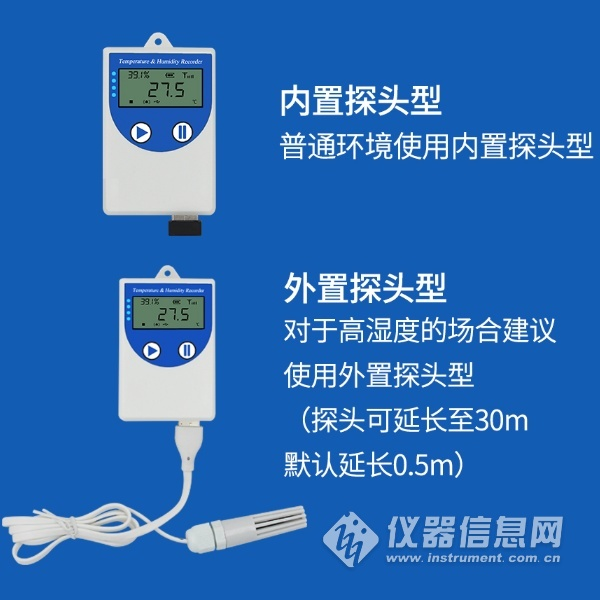 Temperature & Humidity Recorder
39.1% Text
27.5
℃
内置探头型
普通环境使用内置探头型
Temperature & Humidity Recorder
39.1%
27.5
℃
外置探头型
对于高湿度的场合建议
使用外置探头型
（探头可延长至30m
默认延长0.5m）
仪器信息网
www.instrument.com.cn